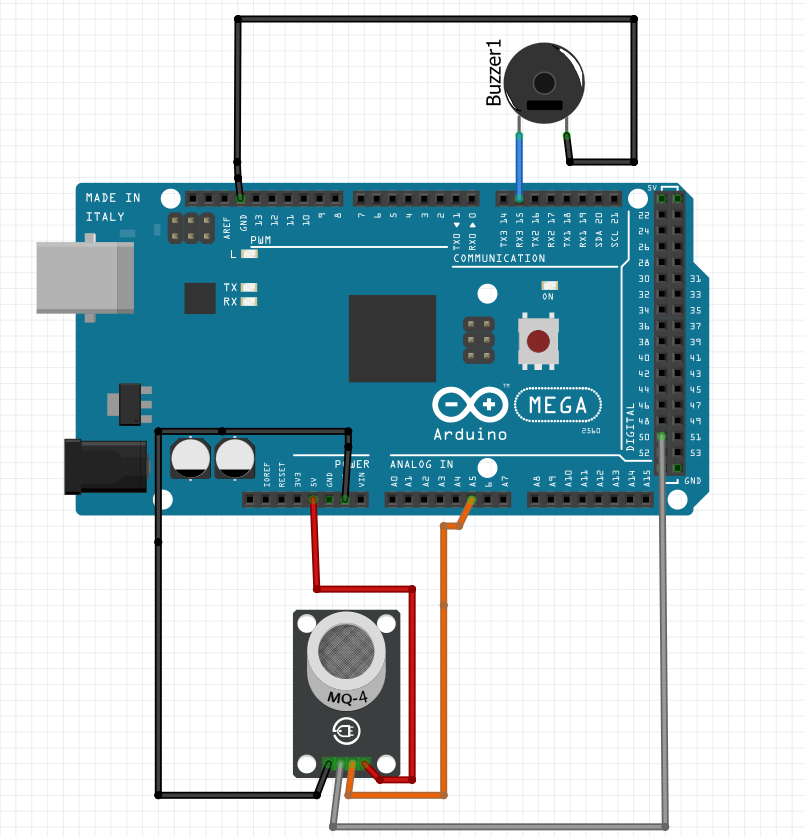 Buzzer1
MADE IN
ITALY
5V
AREF
GND
13
12
11
10
9
8
7
6
5
4
3
2
TX0 ◀ 1
RX0 ▶ 0
TX3 14
RX3 15
TX2 16
RX2 17
TX1 18
RX1 19
SDA 20
SCL 21
PWM
COMMUNICATION
L
TX
RX
ON
22
24
26
28
30 31
32 33
34 35
36 37
38 39
40 41
42 43
44 45
46 47
48 49
50 51
52 53
DIGITAL
GND
™
MEGA
2560
Arduino
POWER
ANALOG IN
IOREF
RESET
3V3
5V
GND
VIN
A0
A1
A2
A3
A4
A5
6
A7
A8
A9
A10
A11
A12
A13
A14
A15
MQ-4